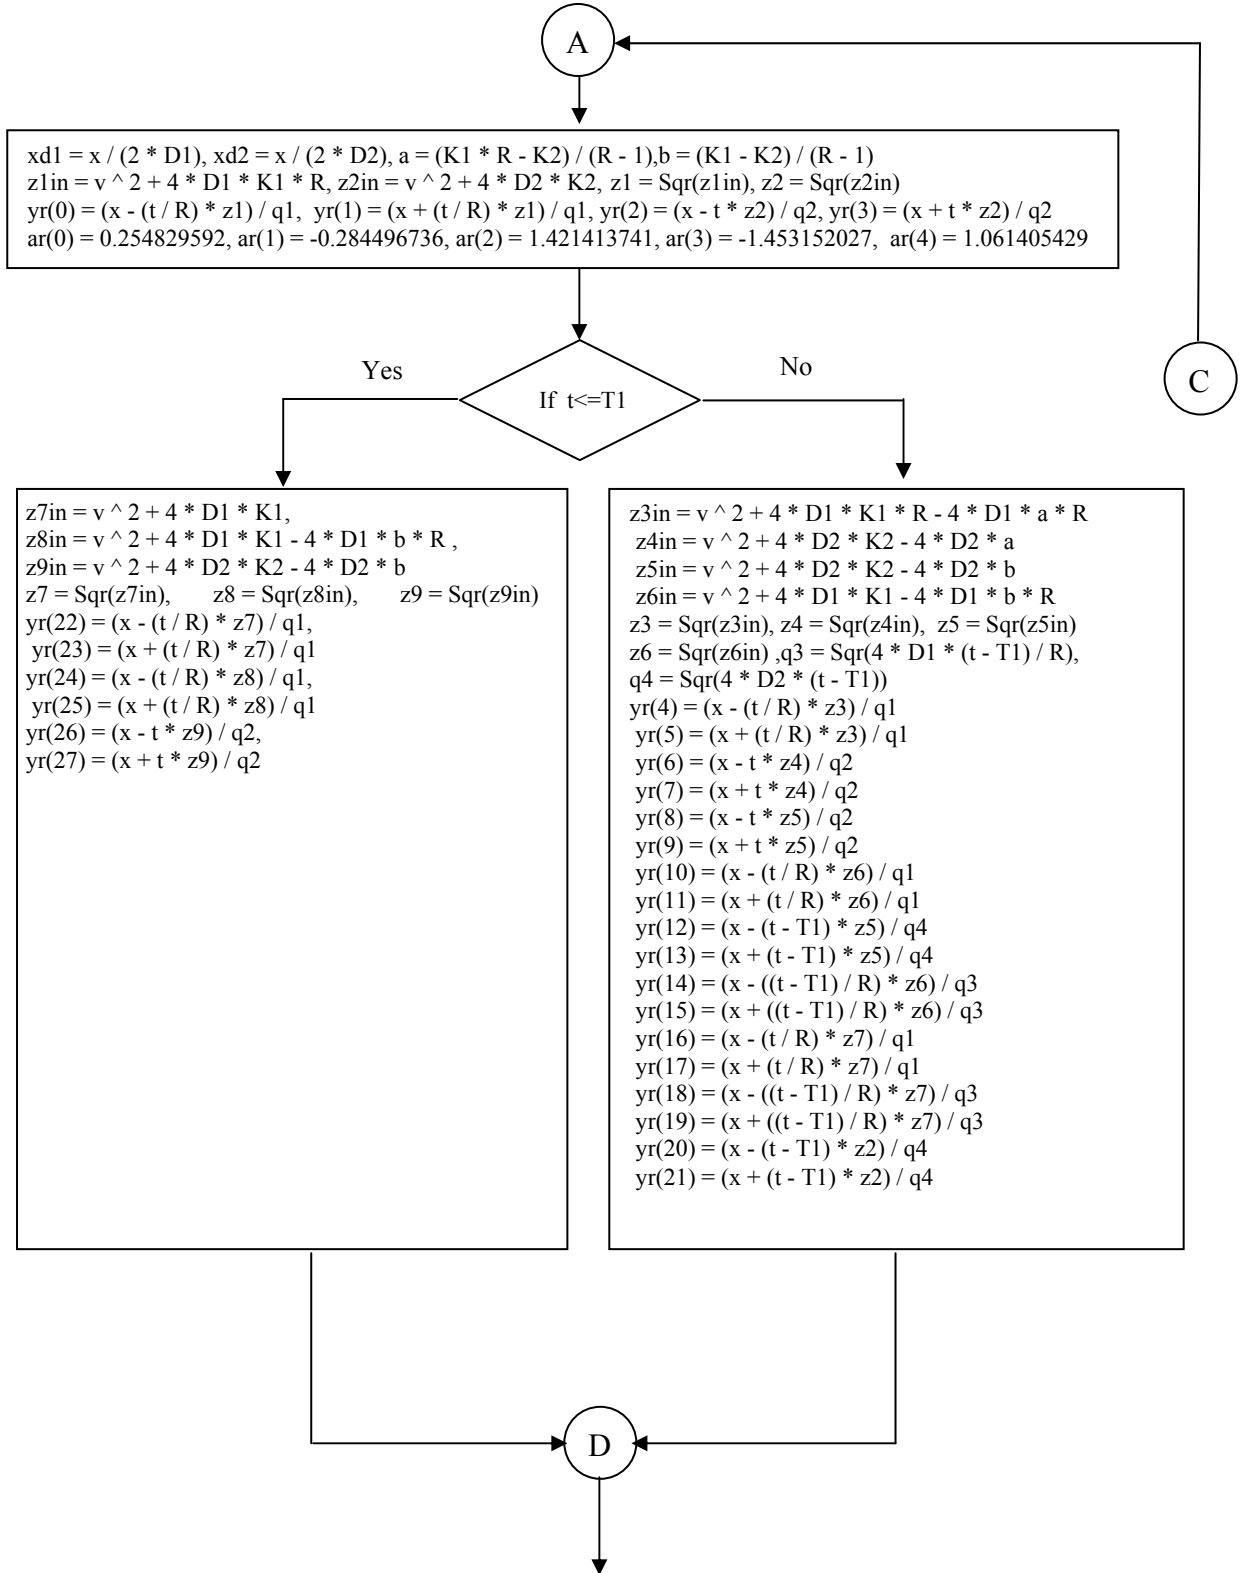 A
xd1 = x / (2 * D1), xd2 = x / (2 * D2), a = (K1 * R - K2) / (R - 1),b = (K1 - K2) / (R - 1)
z1in = v ^ 2 + 4 * D1 * K1 * R, z2in = v ^ 2 + 4 * D2 * K2, z1 = Sqr(z1in), z2 = Sqr(z2in)
yr(0) = (x - (t / R) * z1) / q1, yr(1) = (x + (t / R) * z1) / q1, yr(2) = (x - t * z2) / q2, yr(3) = (x + t * z2) / q2
ar(0) = 0.254829592, ar(1) = -0.284496736, ar(2) = 1.421413741, ar(3) = -1.453152027, ar(4) = 1.061405429
Yes
If t<=T1
No
C
z7in = v ^ 2 + 4 * D1 * K1,
z8in = v ^ 2 + 4 * D1 * K1 - 4 * D1 * b * R ,
z9in = v ^ 2 + 4 * D2 * K2 - 4 * D2 * b
z7 = Sqr(z7in), z8 = Sqr(z8in), z9 = Sqr(z9in)
yr(22) = (x - (t / R) * z7) / q1,
yr(23) = (x + (t / R) * z7) / q1
yr(24) = (x - (t / R) * z8) / q1,
yr(25) = (x + (t / R) * z8) / q1
yr(26) = (x - t * z9) / q2,
yr(27) = (x + t * z9) / q2
z3in = v ^ 2 + 4 * D1 * K1 * R - 4 * D1 * a * R
z4in = v ^ 2 + 4 * D2 * K2 - 4 * D2 * a
z5in = v ^ 2 + 4 * D2 * K2 - 4 * D2 * b
z6in = v ^ 2 + 4 * D1 * K1 - 4 * D1 * b * R
z3 = Sqr(z3in), z4 = Sqr(z4in), z5 = Sqr(z5in)
z6 = Sqr(z6in) ,q3 = Sqr(4 * D1 * (t - T1) / R),
q4 = Sqr(4 * D2 * (t - T1))
yr(4) = (x - (t / R) * z3) / q1
yr(5) = (x + (t / R) * z3) / q1
yr(6) = (x - t * z4) / q2
yr(7) = (x + t * z4) / q2
yr(8) = (x - t * z5) / q2
yr(9) = (x + t * z5) / q2
yr(10) = (x - (t / R) * z6) / q1
yr(11) = (x + (t / R) * z6) / q1
yr(12) = (x - (t - T1) * z5) / q4
yr(13) = (x + (t - T1) * z5) / q4
yr(14) = (x - ((t - T1) / R) * z6) / q3
yr(15) = (x + ((t - T1) / R) * z6) / q3
yr(16) = (x - (t / R) * z7) / q1
yr(17) = (x + (t / R) * z7) / q1
yr(18) = (x - ((t - T1) / R) * z7) / q3
yr(19) = (x + ((t - T1) / R) * z7) / q3
yr(20) = (x - (t - T1) * z2) / q4
yr(21) = (x + (t - T1) * z2) / q4
D